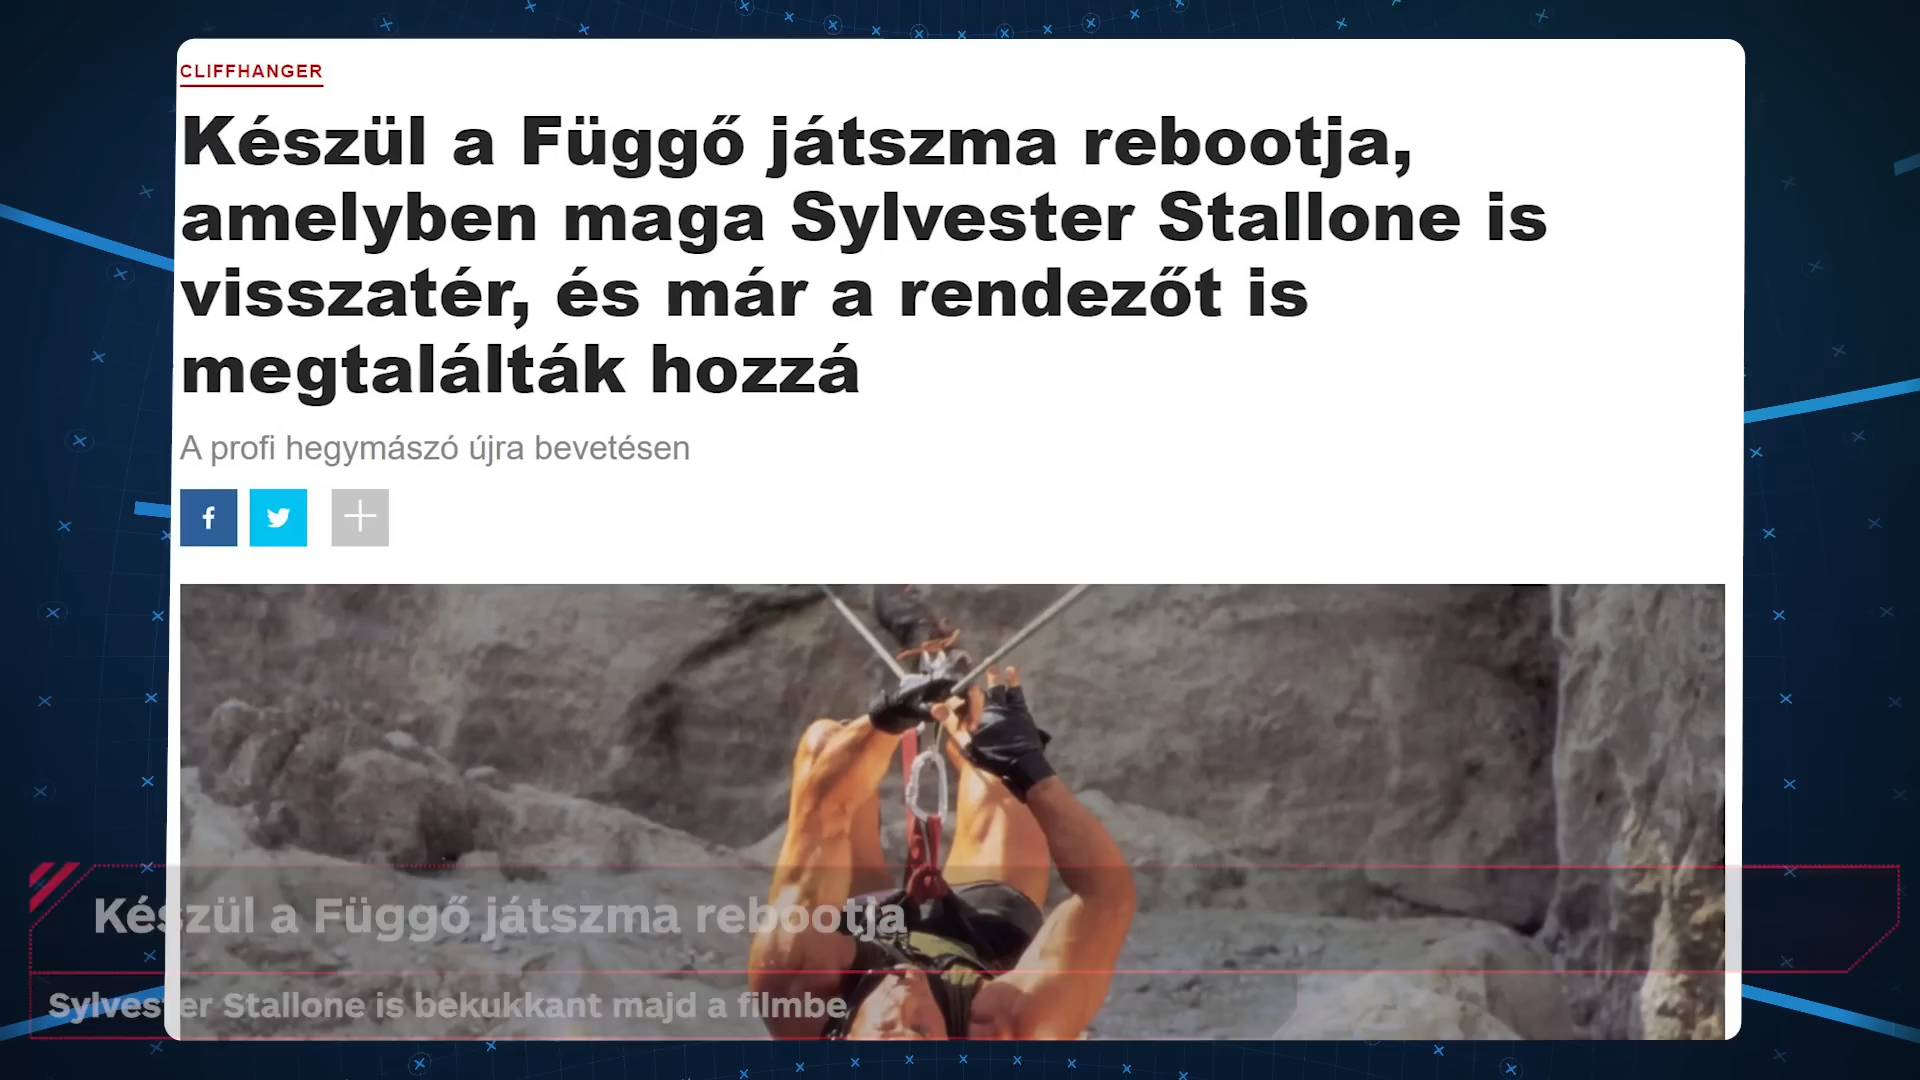 CLIFFHANGER
Készül a Függő játszma rebootja,
amelyben maga Sylvester Stallone is
visszatér, és már a rendezőt is
megtalálták hozzá
A profi hegymászó újra bevetésen
Készül a Függő játszma rebootja
Sylvester Stallone is bekukkant majd a filmbe